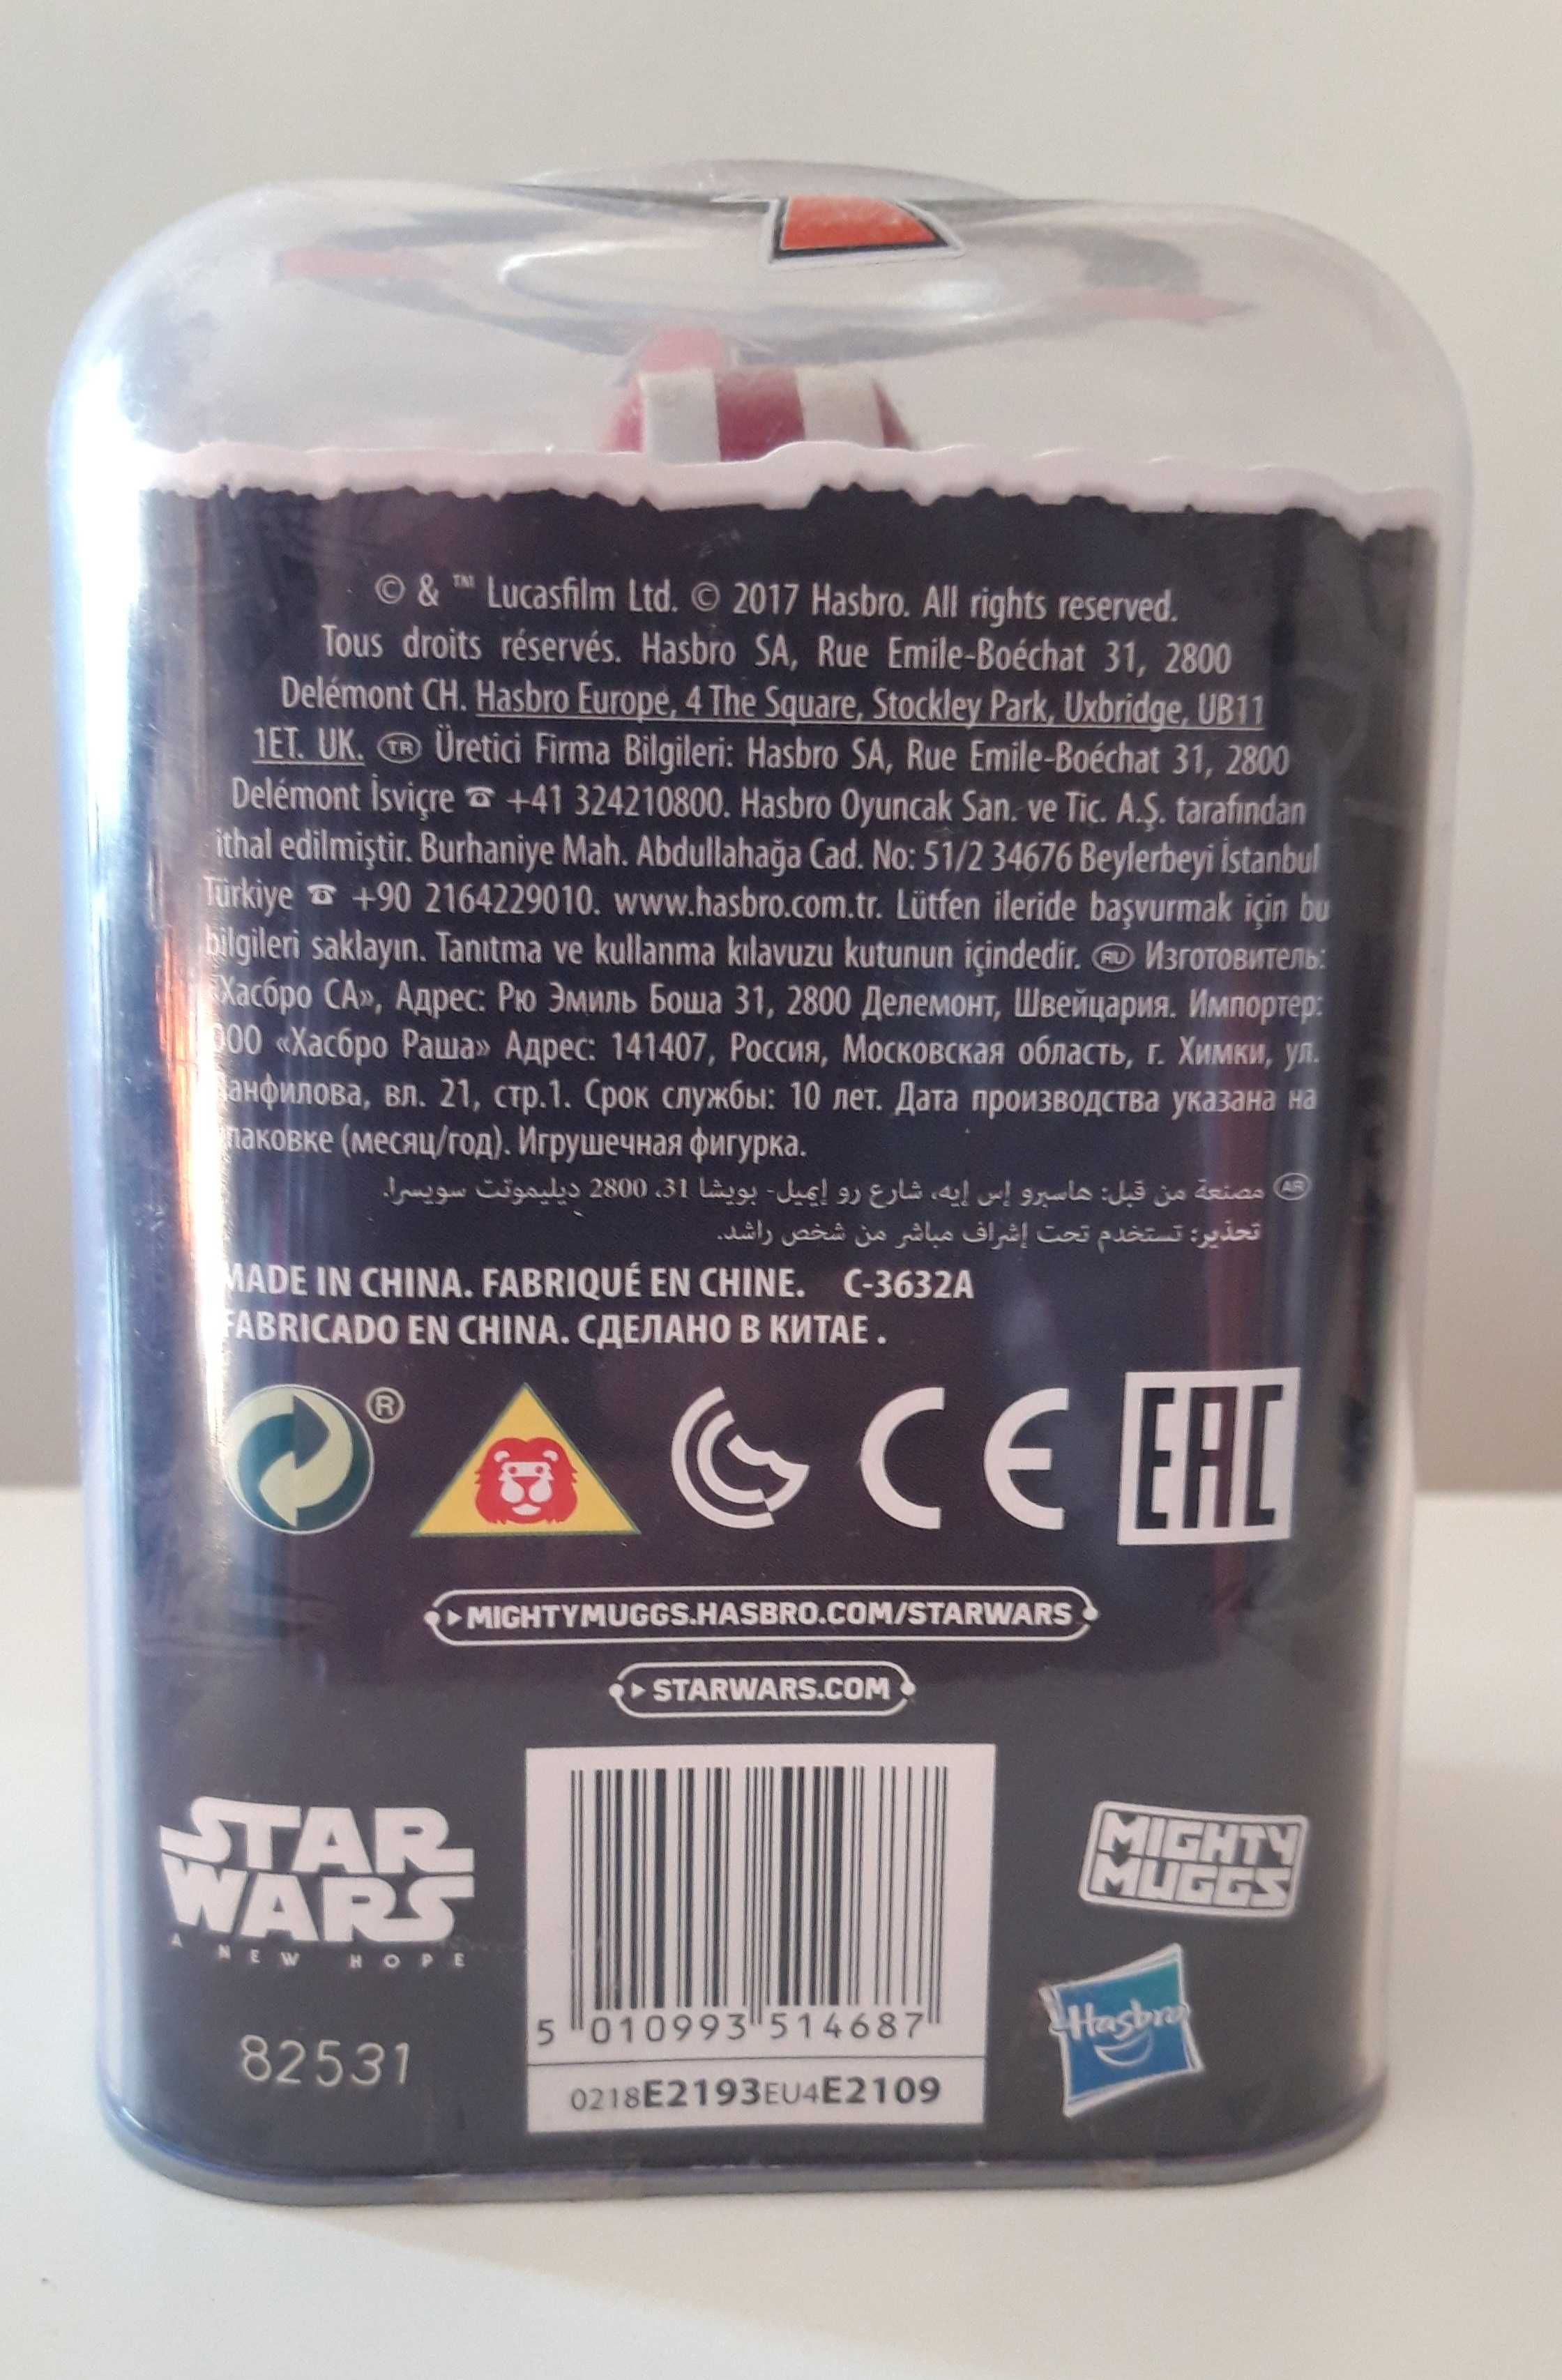 © & ™ Lucasfilm Ltd. © 2017 Hasbro. All rights reserved.
Tous droits réservés. Hasbro SA, Rue Emile-Boéchat 31, 2800
Delémont CH. Hasbro Europe, 4 The Square, Stockley Park, Uxbridge, UB11
1ET. UK. TR Üretici Firma Bilgileri: Hasbro SA, Rue Emile-Boéchat 31, 2800
Delémont İsviçre ☎ +41 324210800. Hasbro Oyuncak San. ve Tic. A.Ş. tarafından
ithal edilmiştir. Burhaniye Mah. Abdullahağa Cad. No: 51/2 34676 Beylerbeyi İstanbul
Türkiye ☎ +90 2164229010. www.hasbro.com.tr. Lütfen ileride başvurmak için bu
bilgileri saklayın. Tanıtma ve kullanma kılavuzu kutunun içindedir. RU Изготовитель:
«Хасбро СА», Адрес: Рю Эмиль Боша 31, 2800 Делемонт, Швейцария. Импортер:
ООО «Хасбро Раша» Адрес: 141407, Россия, Московская область, г. Химки, ул.
анфилова, вл. 21, стр.1. Срок службы: 10 лет. Дата производства указана на
паковке (месяц/год). Игрушечная фигурка.
AR مصنعة من قبل: هاسبرو إس إيه، شارع رو إيميل- بويشا 31، 2800 ديليمونت سويسرا.
تحذير: تستخدم تحت إشراف مباشر من شخص راشد.
MADE IN CHINA. FABRIQUÉ EN CHINE. C-3632A
FABRICADO EN CHINA. СДЕЛАНО В КИТАЕ .
® CE EAC
MIGHTYMUGGS.HASBRO.COM/STARWARS
STARWARS.COM
STAR WARS
A NEW HOPE
MIGHTY
MUGGS
Hasbro
82531
5 010993 514687
0218E2193EU4E2109